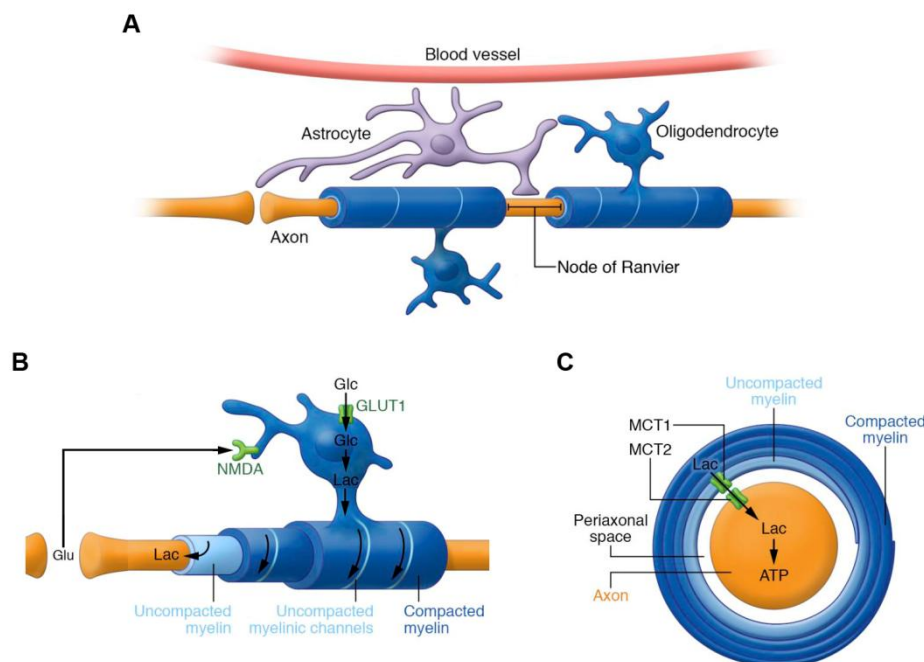 A
Blood vessel
Astrocyte
Oligodendrocyte
Axon
Node of Ranvier
B
Glc
GLUT1
Glc
NMDA
Lac
Glu
Lac
Uncompacted
myelin
Uncompacted
myelinic channels
Compacted
myelin
C
Uncompacted
myelin
MCT1
Compacted
myelin
MCT2
Lac
Periaxonal
space
Lac
ATP
Axon